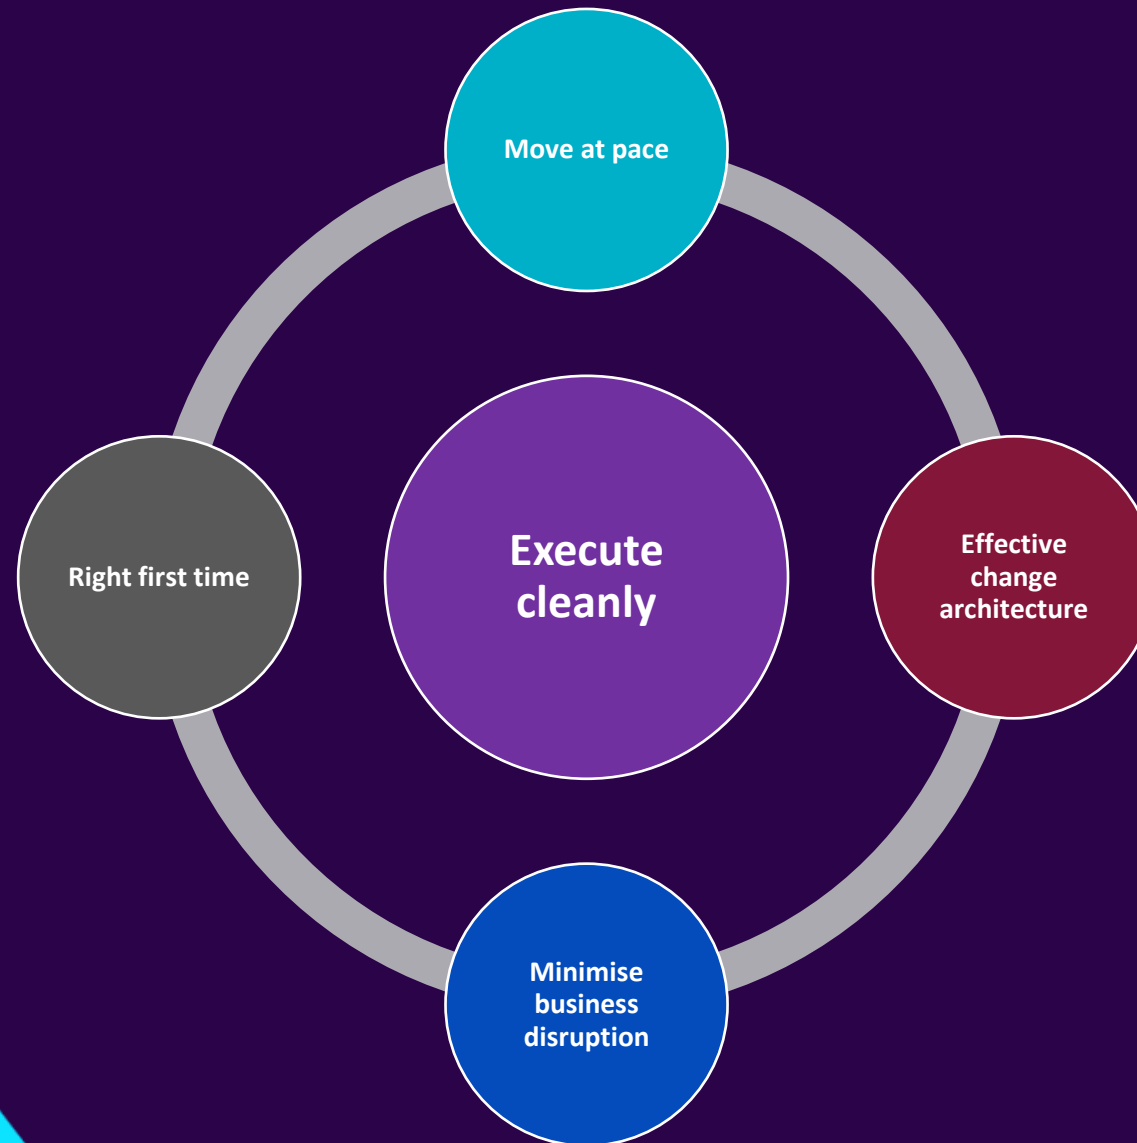 Move at pace
Execute
cleanly
Effective
change
architecture
Minimise
business
disruption
Right first time